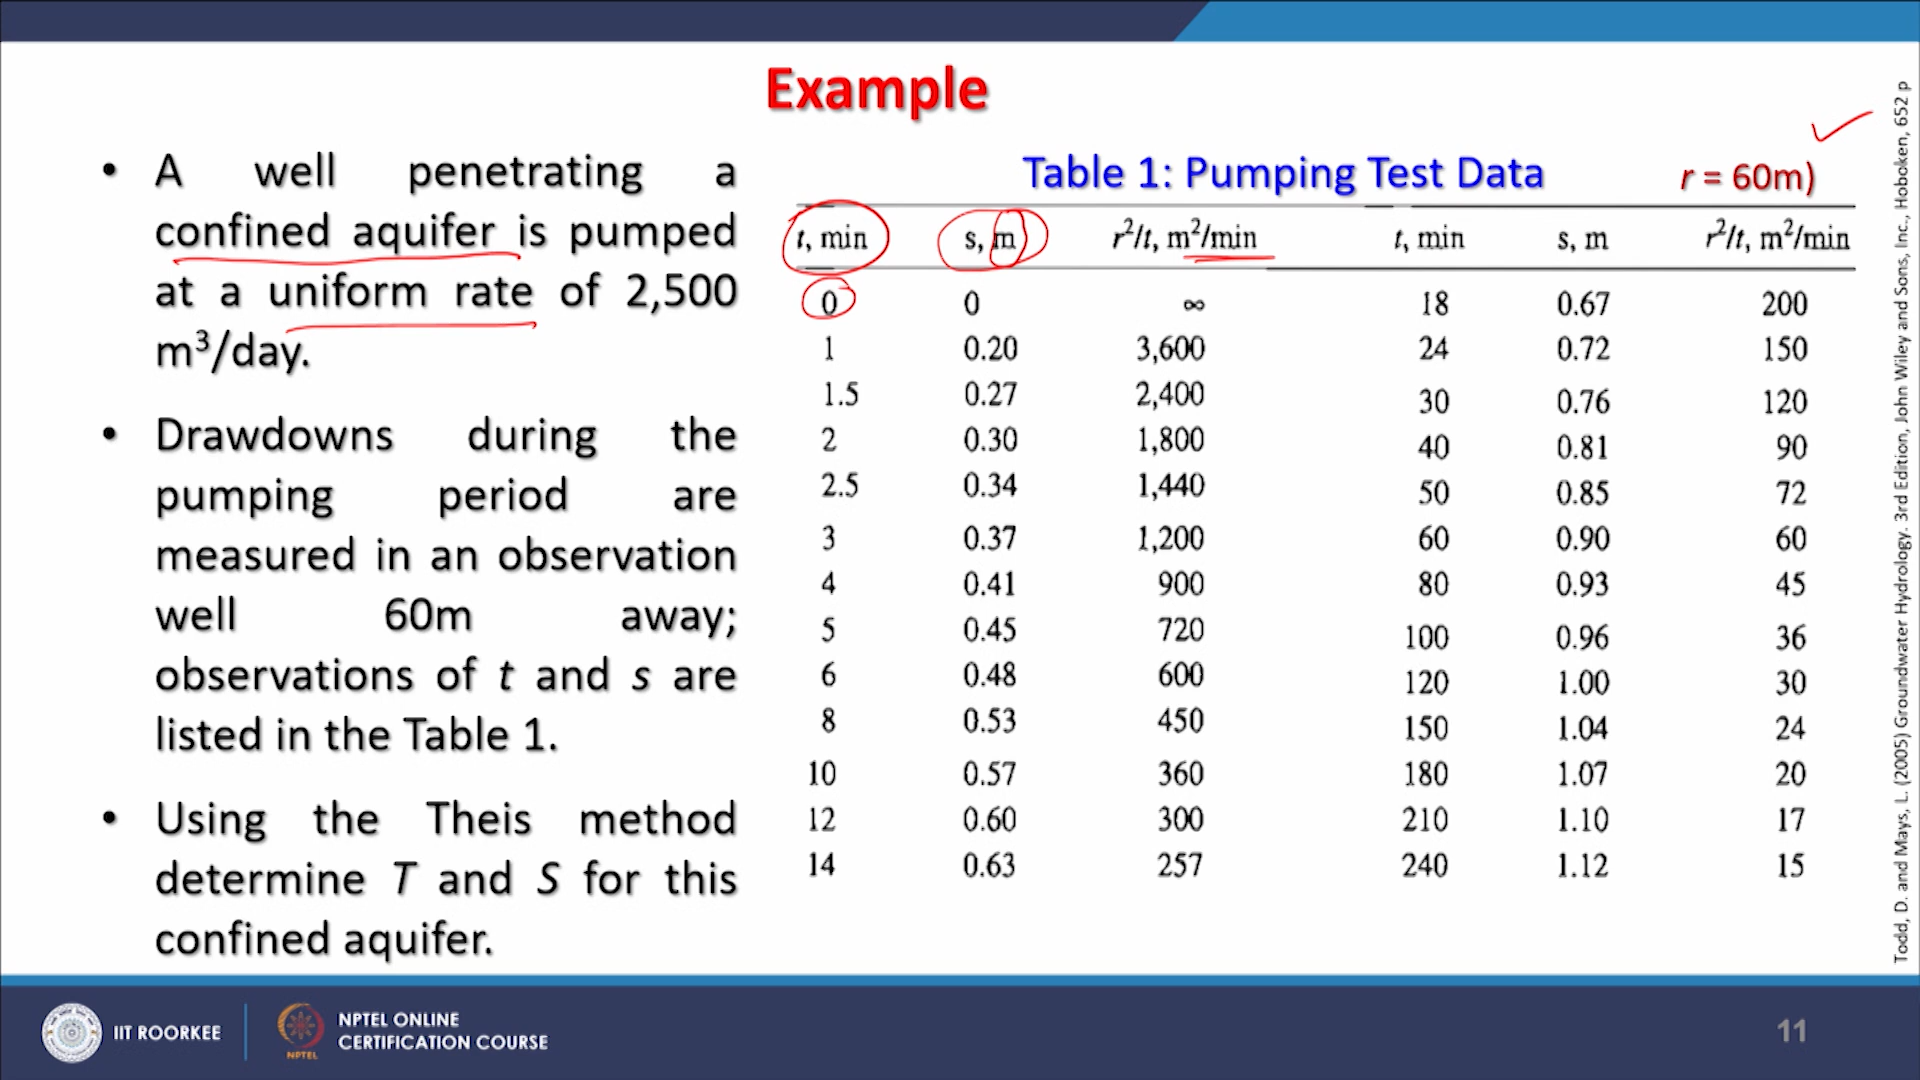 Example
• A well penetrating a
confined aquifer is pumped
at a uniform rate of 2,500
m³/day.
• Drawdowns during the
pumping period are
measured in an observation
well 60m away;
observations of t and s are
listed in the Table 1.
• Using the Theis method
determine T and S for this
confined aquifer.
Table 1: Pumping Test Data r = 60m)
t, min s, m r²/t, m²/min t, min s, m r²/t, m²/min
0 0 ∞ 18 0.67 200
1 0.20 3,600 24 0.72 150
1.5 0.27 2,400 30 0.76 120
2 0.30 1,800 40 0.81 90
2.5 0.34 1,440 50 0.85 72
3 0.37 1,200 60 0.90 60
4 0.41 900 80 0.93 45
5 0.45 720 100 0.96 36
6 0.48 600 120 1.00 30
8 0.53 450 150 1.04 24
10 0.57 360 180 1.07 20
12 0.60 300 210 1.10 17
14 0.63 257 240 1.12 15
Todd, D. and Mays, L. (2005) Groundwater Hydrology. 3rd Edition, John Wiley and Sons, Inc., Hoboken, 652 p
IIT ROORKEE
NPTEL
NPTEL ONLINE
CERTIFICATION COURSE
11